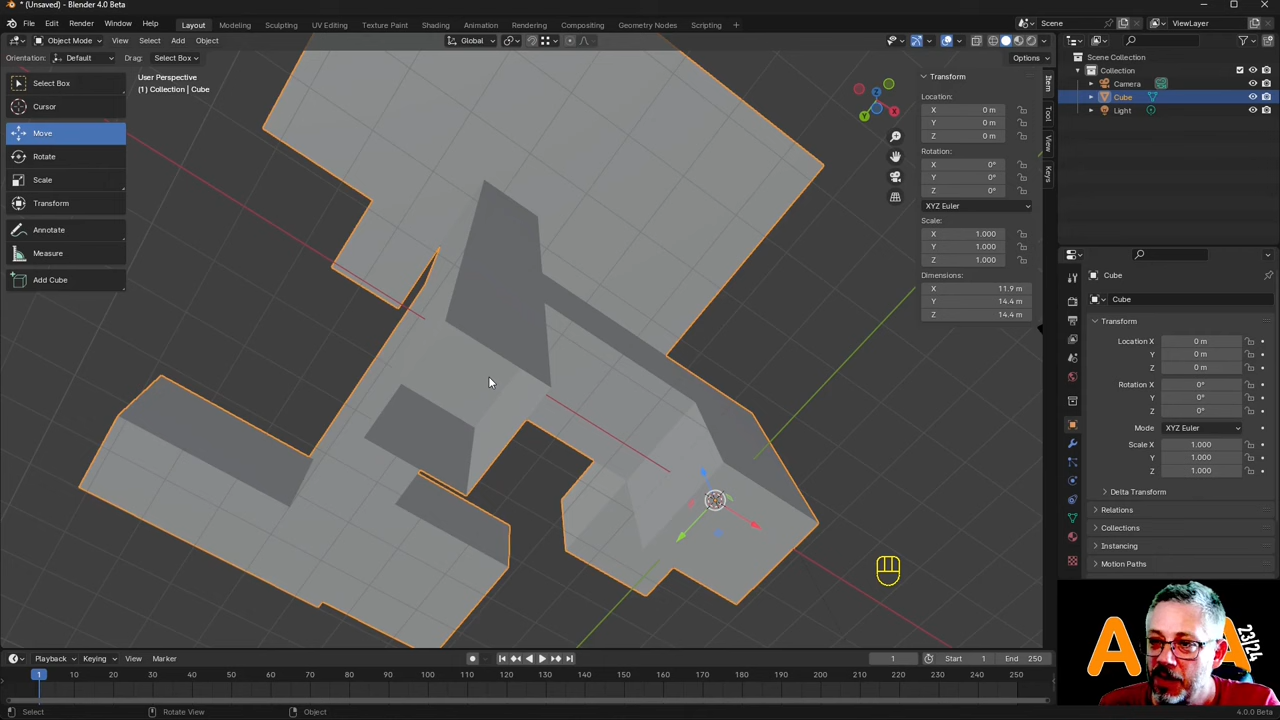 * (Unsaved) - Blender 4.0 Beta
File Edit Render Window Help Layout Modeling Sculpting UV Editing Texture Paint Shading Animation Rendering Compositing Geometry Nodes Scripting + Scene ViewLayer
Object Mode View Select Add Object Global
Orientation: Default Drag: Select Box Options
Select Box
Cursor
Move
Rotate
Scale
Transform
Annotate
Measure
Add Cube
User Perspective
(1) Collection | Cube
X
Y
Z
Transform
Location:
X 0 m
Y 0 m
Z 0 m
Rotation:
X 0°
Y 0°
Z 0°
XYZ Euler
Scale:
X 1.000
Y 1.000
Z 1.000
Dimensions:
X 11.9 m
Y 14.4 m
Z 14.4 m
Item
Tool
View
Keys
Scene Collection
Collection
Camera
Cube
Light
Cube
Cube
Transform
Location X 0 m
Y 0 m
Z 0 m
Rotation X 0°
Y 0°
Z 0°
Mode XYZ Euler
Scale X 1.000
Y 1.000
Z 1.000
Delta Transform
Relations
Collections
Instancing
Motion Paths
A A 23/24
Playback Keying View Marker 1 Start 1 End 250
1 10 20 30 40 50 60 70 80 90 100 110 120 130 140 150 160 170 180 190 200 210 220 230 240 250
Select Rotate View Object 4.0.0 Beta